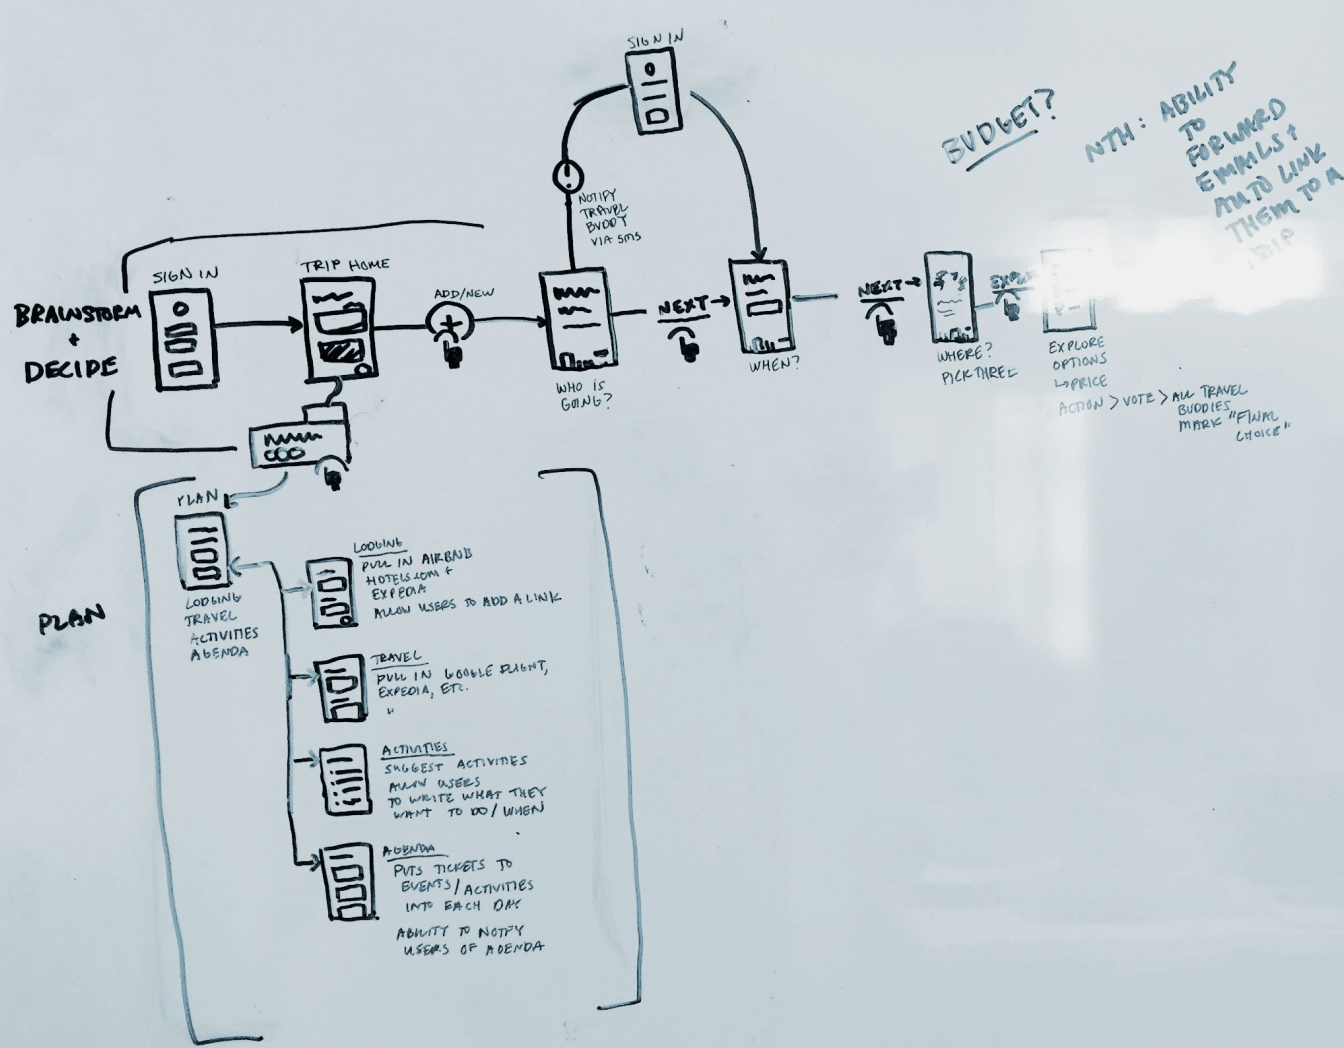 SIGN IN
BUDGET?
NTH: ABILITY
TO
FORWARD
EMAILS +
AUTO LINK
THEM TO A
TRIP
NOTIFY
TRAVEL
BUDDY
VIA SMS
SIGN IN
TRIP HOME
ADD/NEW
BRAINSTORM
+
DECIDE
NEXT
NEXT
WHO IS
GOING?
WHEN?
WHERE?
PICK THREE
EXPLORE
OPTIONS
↳ PRICE
ACTION > VOTE > ALL TRAVEL
BUDDIES
MARK "FINAL
CHOICE"
PLAN
PLAN
LODGING
TRAVEL
ACTIVITIES
AGENDA
LODGING
PULL IN AIRBNB
HOTELS.COM +
EXPEDIA
ALLOW USERS TO ADD A LINK
TRAVEL
PULL IN GOOGLE FLIGHT,
EXPEDIA, ETC.
"
ACTIVITIES
SUGGEST ACTIVITIES
ALLOW USERS
TO WRITE WHAT THEY
WANT TO DO / WHEN
AGENDA
PUTS TICKETS TO
EVENTS / ACTIVITIES
INTO EACH DAY
ABILITY TO NOTIFY
USERS OF AGENDA